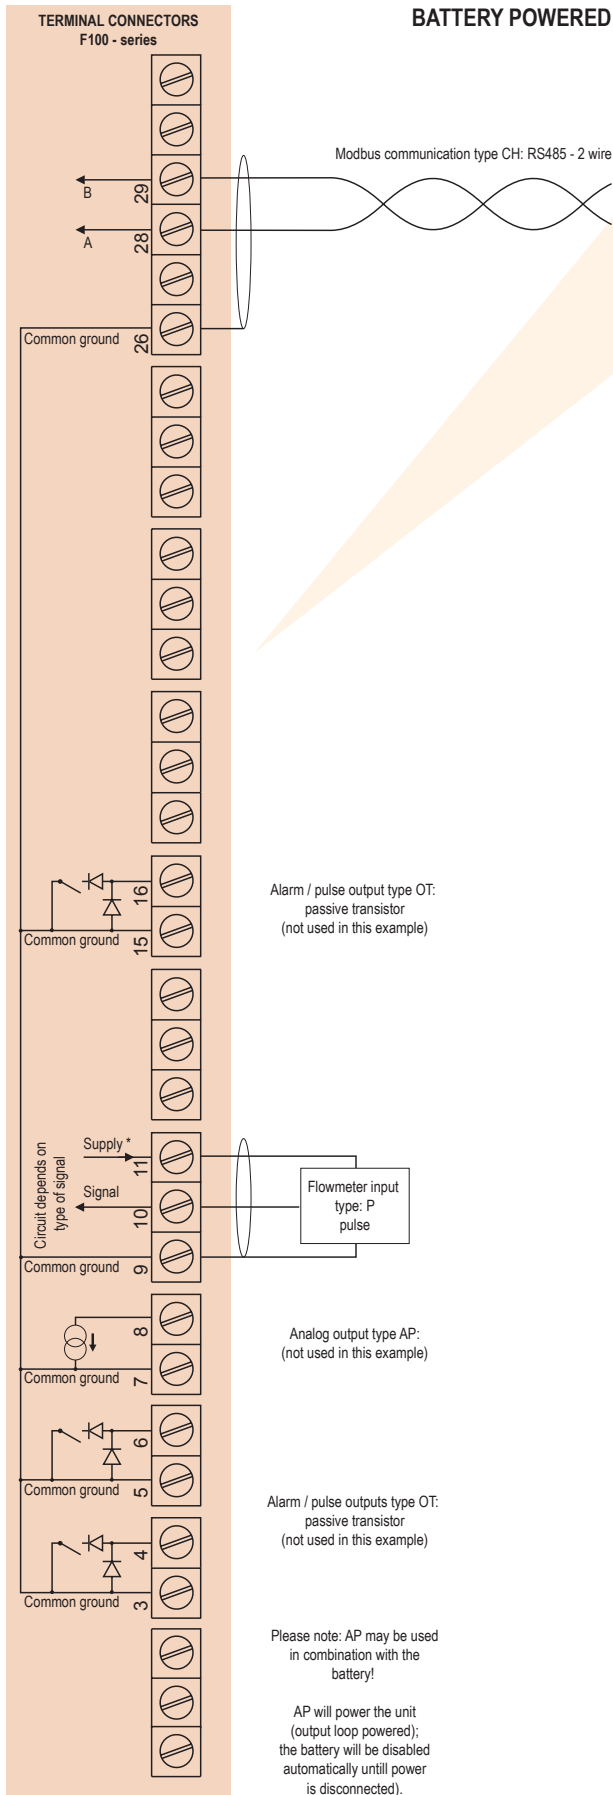 TERMINAL CONNECTORS
F100 - series
BATTERY POWERED
Modbus communication type CH: RS485 - 2 wire
B
29
A
28
Common ground
26
16
Common ground
15
Alarm / pulse output type OT:
passive transistor
(not used in this example)
Circuit depends on
type of signal
Supply *
11
Signal
10
Common ground
9
Flowmeter input
type: P
pulse
8
Common ground
7
Analog output type AP:
(not used in this example)
6
Common ground
5
4
Common ground
3
Alarm / pulse outputs type OT:
passive transistor
(not used in this example)
Please note: AP may be used
in combination with the
battery!
AP will power the unit
(output loop powered);
the battery will be disabled
automatically untill power
is disconnected).